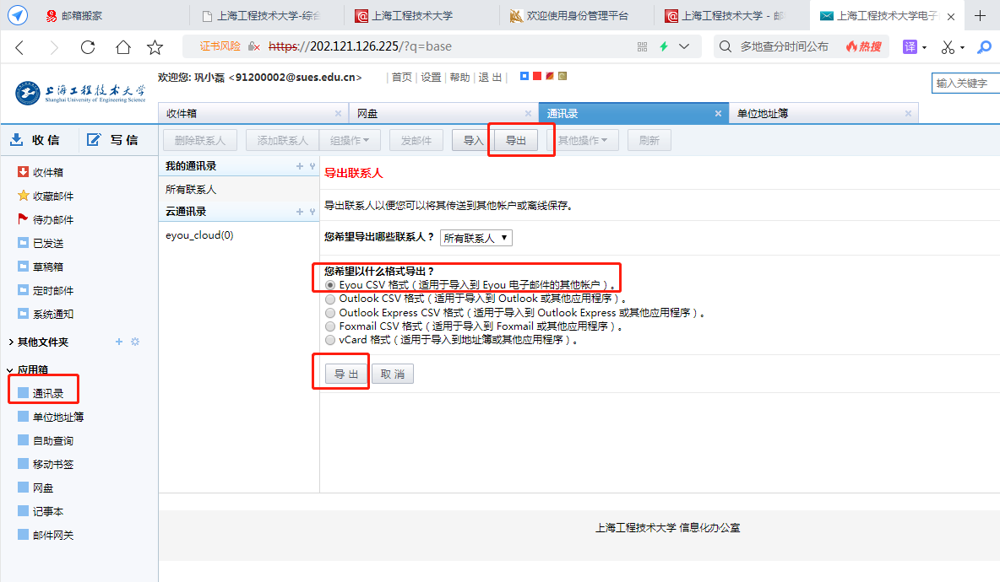 邮箱搬家
上海工程技术大学-综合
上海工程技术大学
欢迎使用身份管理平台
上海工程技术大学 - 邮
上海工程技术大学电子
证书风险 https://202.121.126.225/?q=base
多地查分时间公布 热搜 译
上海工程技术大学
Shanghai University of Engineering Science
欢迎您: 巩小磊 <91200002@sues.edu.cn> | 首页 | 设置 | 帮助 | 退 出 |
输入关键字
收件箱 网盘 通讯录 单位地址簿
收 信 写 信
删除联系人 添加联系人 组操作 发邮件 导入 导出 其他操作 刷新
收件箱
收藏邮件
待办邮件
已发送
草稿箱
定时邮件
系统通知
其他文件夹
应用箱
通讯录
单位地址簿
自助查询
移动书签
网盘
记事本
邮件网关
我的通讯录
所有联系人
云通讯录
eyou_cloud(0)
导出联系人
导出联系人以便您可以将其传送到其他帐户或离线保存。
您希望导出哪些联系人？ 所有联系人
您希望以什么格式导出？
Eyou CSV 格式（适用于导入到 Eyou 电子邮件的其他帐户）。
Outlook CSV 格式（适用于导入到 Outlook 或其他应用程序）。
Outlook Express CSV 格式（适用于导入到 Outlook Express 或其他应用程序）。
Foxmail CSV 格式（适用于导入到 Foxmail 或其他应用程序）。
vCard 格式（适用于导入到地址簿或其他应用程序）。
导 出 取 消
上海工程技术大学 信息化办公室